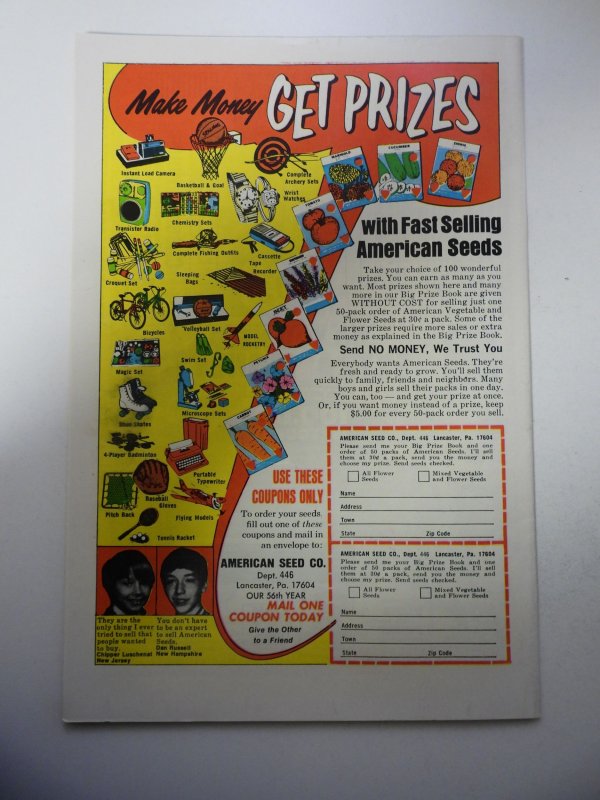 Make Money GET PRIZES
SPALDING
Instant Load Camera
Basketball & Goal
Complete
Archery Sets
Wrist
Watches
Transistor Radio
Chemistry Sets
Complete Fishing Outfits
Cassette
Tape
Recorder
Croquet Set
Sleeping
Bags
Bicycles
Volleyball Set
MODEL
ROCKETRY
Swim Set
Magic Set
Microscope Sets
Shoe Skates
4-Player Badminton
Portable
Typewriter
Baseball
Gloves
Pitch Back
Flying Models
Tennis Racket
MARIGOLD
CUCUMBER
ZINNIA
TOMATO
BEET
PETUNIA
CARROT
with Fast Selling
American Seeds
Take your choice of 100 wonderful
prizes. You can earn as many as you
want. Most prizes shown here and many
more in our Big Prize Book are given
WITHOUT COST for selling just one
50-pack order of American Vegetable and
Flower Seeds at 30¢ a pack. Some of the
larger prizes require more sales or extra
money as explained in the Big Prize Book.
Send NO MONEY, We Trust You
Everybody wants American Seeds. They're
fresh and ready to grow. You'll sell them
quickly to family, friends and neighbors. Many
boys and girls sell their packs in one day.
You can, too — and get your prize at once.
Or, if you want money instead of a prize, keep
$5.00 for every 50-pack order you sell.
USE THESE
COUPONS ONLY
To order your seeds,
fill out one of these
coupons and mail in
an envelope to:
AMERICAN SEED CO.
Dept. 446
Lancaster, Pa. 17604
OUR 56th YEAR
MAIL ONE
COUPON TODAY
Give the Other
to a Friend
They are the
only thing I ever
tried to sell that
people wanted
to buy.
Chipper Luschenat
New Jersey
You don't have
to be an expert
to sell American
Seeds.
Dan Russell
New Hampshire
AMERICAN SEED CO., Dept. 446 Lancaster, Pa. 17604
Please send me your Big Prize Book and one
order of 50 packs of American Seeds. I'll sell
them at 30¢ a pack, send you the money and
choose my prize. Send seeds checked.
All Flower
Seeds
Mixed Vegetable
and Flower Seeds
Name
Address
Town
State Zip Code
AMERICAN SEED CO., Dept. 446 Lancaster, Pa. 17604
Please send me your Big Prize Book and one
order of 50 packs of American Seeds. I'll sell
them at 30¢ a pack, send you the money and
choose my prize. Send seeds checked.
All Flower
Seeds
Mixed Vegetable
and Flower Seeds
Name
Address
Town
State Zip Code